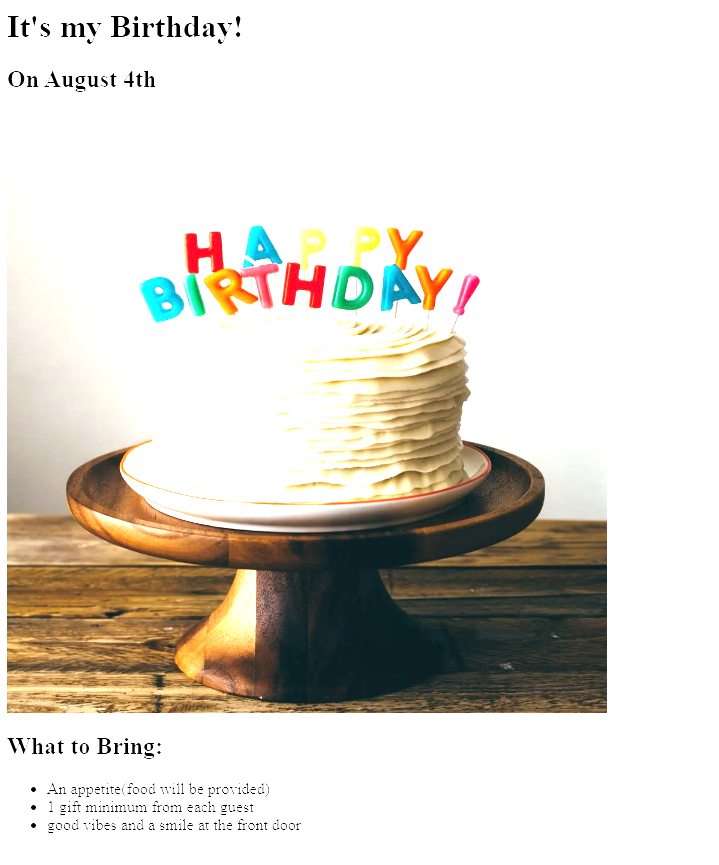 It's my Birthday!
On August 4th
HAPPY
BIRTHDAY!
What to Bring:
An appetite(food will be provided)
1 gift minimum from each guest
good vibes and a smile at the front door